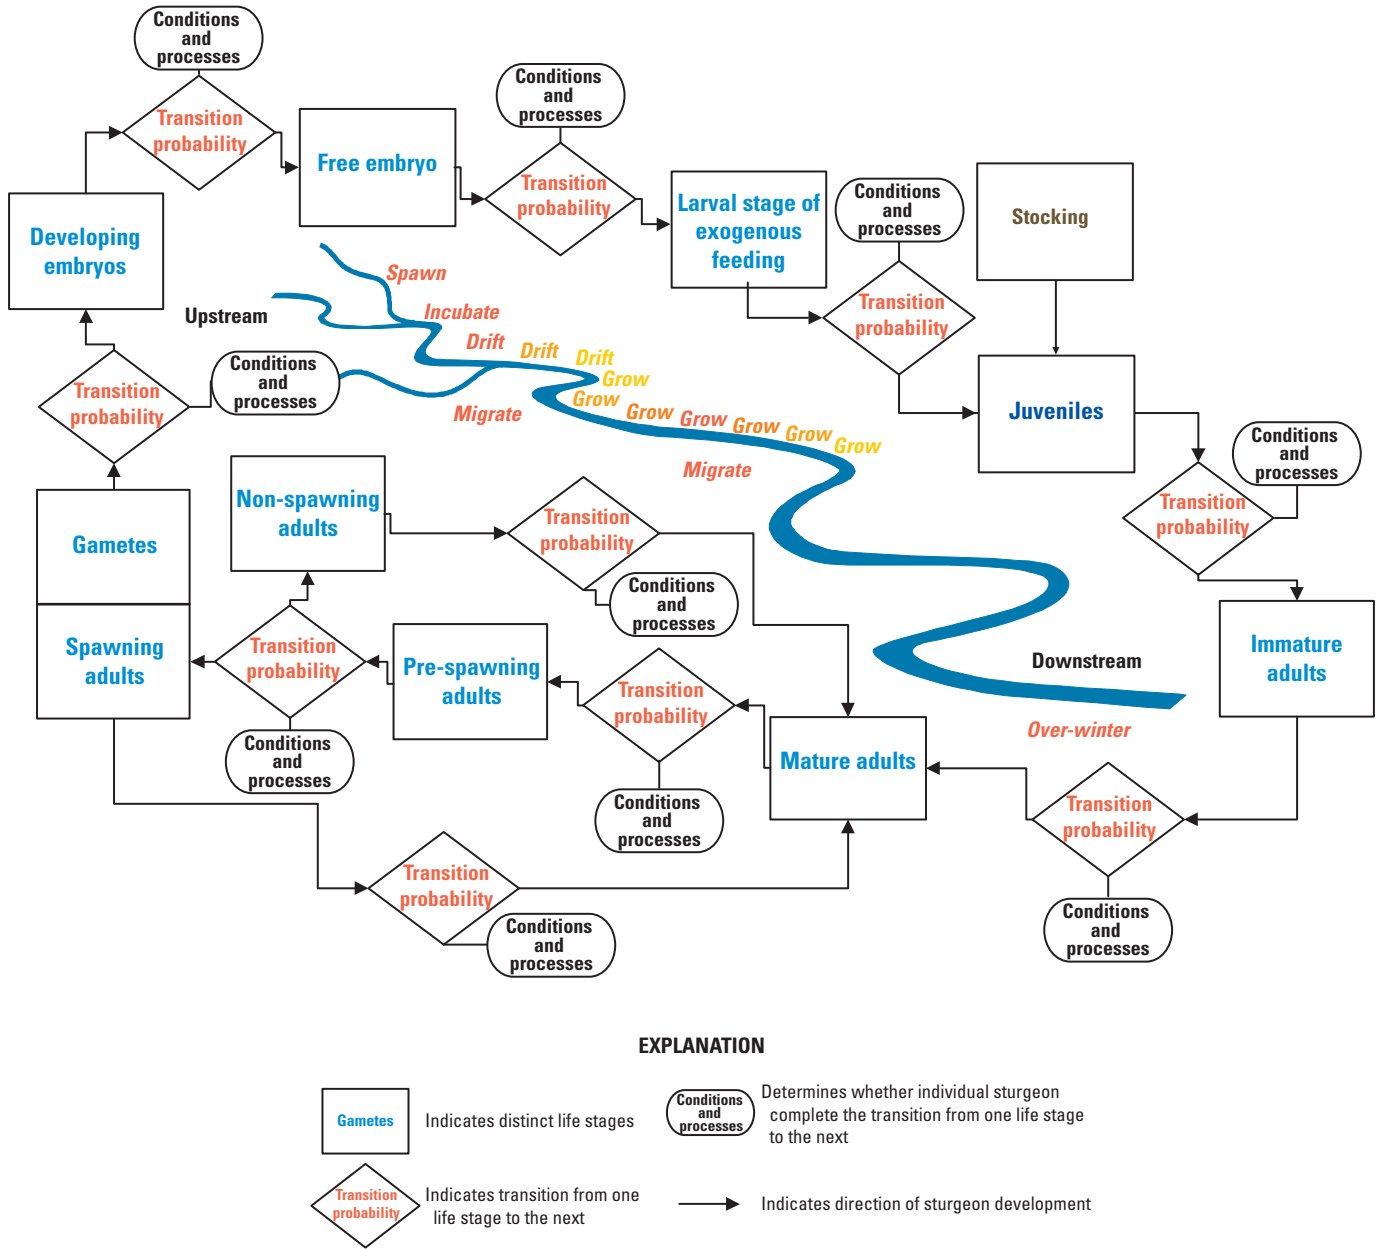 Conditions
and
processes
Transition
probability
Free embryo
Conditions
and
processes
Transition
probability
Larval stage of
exogenous
feeding
Conditions
and
processes
Transition
probability
Stocking
Developing
embryos
Upstream
Spawn
Incubate
Drift
Drift
Drift
Grow
Grow
Grow
Grow
Grow
Grow
Grow
Migrate
Migrate
Juveniles
Transition
probability
Conditions
and
processes
Conditions
and
processes
Transition
probability
Gametes
Non-spawning
adults
Transition
probability
Conditions
and
processes
Spawning
adults
Transition
probability
Conditions
and
processes
Pre-spawning
adults
Transition
probability
Conditions
and
processes
Mature adults
Downstream
Over-winter
Immature
adults
Transition
probability
Conditions
and
processes
Transition
probability
Conditions
and
processes
EXPLANATION
Gametes
Indicates distinct life stages
Conditions
and
processes
Determines whether individual sturgeon
complete the transition from one life stage
to the next
Transition
probability
Indicates transition from one
life stage to the next
Indicates direction of sturgeon development